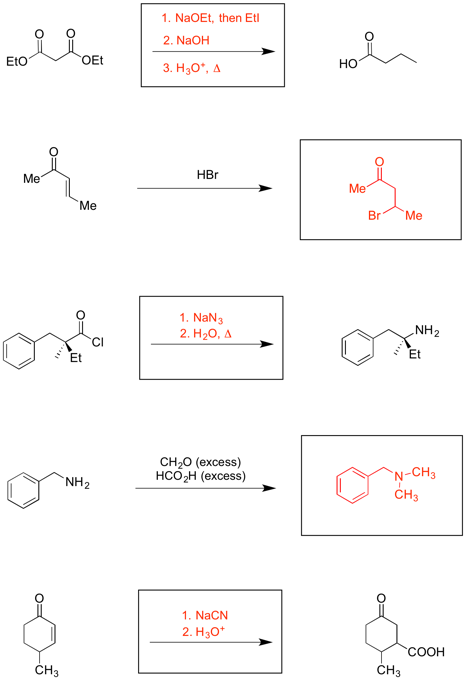 O O
EtO OEt
1. NaOEt, then EtI
2. NaOH
3. H₃O⁺, Δ
O
HO
O
Me
Me
HBr
O
Me
Br Me
O
Cl
Et
1. NaN₃
2. H₂O, Δ
NH₂
Et
NH₂
CH₂O (excess)
HCO₂H (excess)
N CH₃
CH₃
O
CH₃
1. NaCN
2. H₃O⁺
O
COOH
CH₃